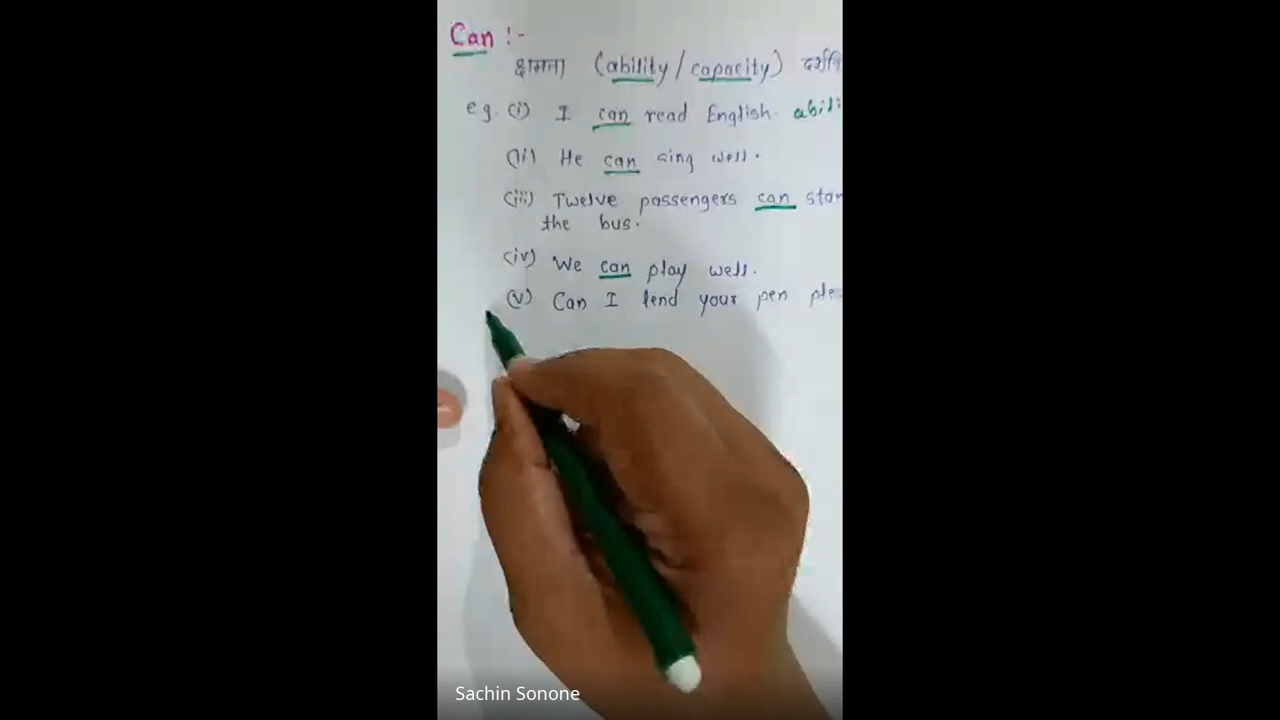 Can :-
क्षमता (ability / capacity)
e.g. (i) I can read English.
(ii) He can sing well.
(iii) Twelve passengers can
the bus.
(iv) We can play well.
(v) Can I lend your pen
Sachin Sonone